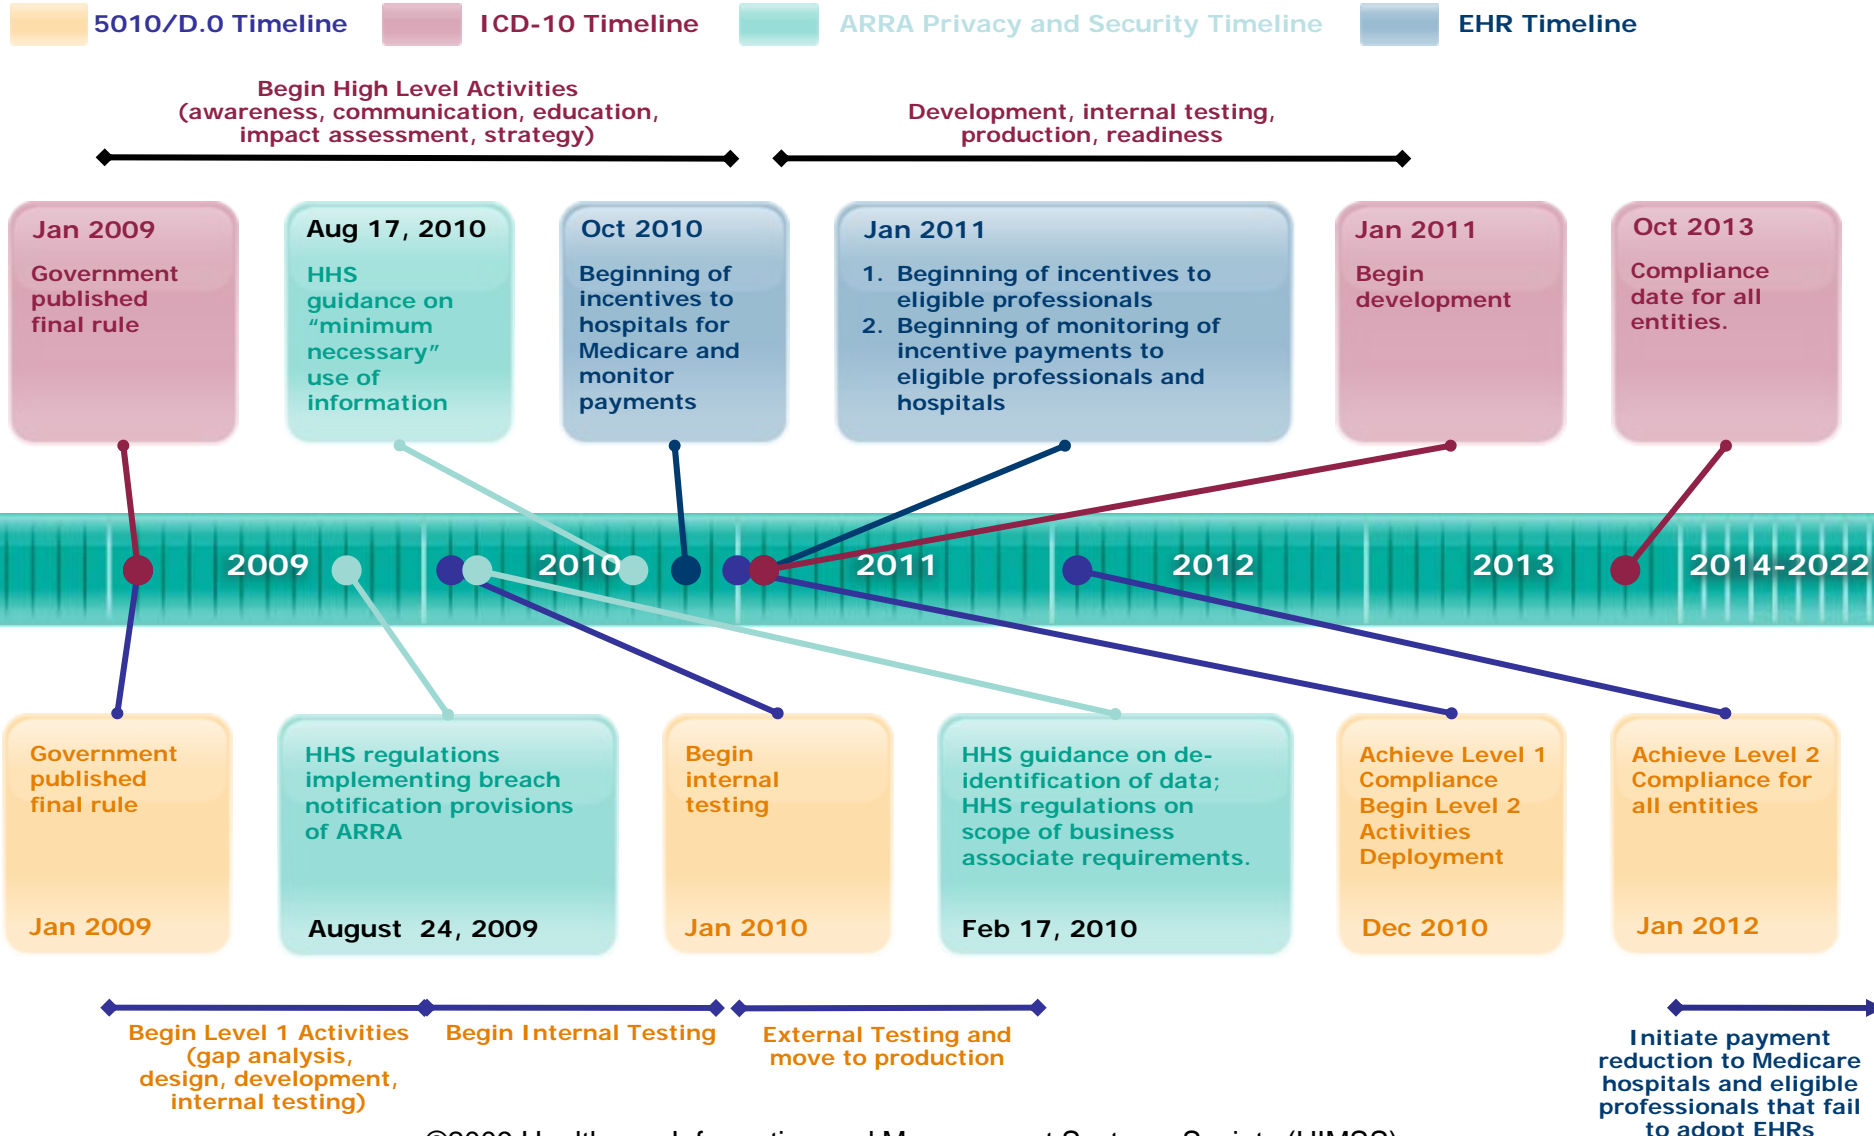 5010/D.0 Timeline
ICD-10 Timeline
ARRA Privacy and Security Timeline
EHR Timeline
Begin High Level Activities
(awareness, communication, education,
impact assessment, strategy)
Development, internal testing,
production, readiness
Jan 2009
Government
published
final rule
Aug 17, 2010
HHS
guidance on
“minimum
necessary”
use of
information
Oct 2010
Beginning of
incentives to
hospitals for
Medicare and
monitor
payments
Jan 2011
1. Beginning of incentives to
eligible professionals
2. Beginning of monitoring of
incentive payments to
eligible professionals and
hospitals
Jan 2011
Begin
development
Oct 2013
Compliance
date for all
entities.
2009
2010
2011
2012
2013
2014-2022
Government
published
final rule
Jan 2009
HHS regulations
implementing breach
notification provisions
of ARRA
August 24, 2009
Begin
internal
testing
Jan 2010
HHS guidance on de-
identification of data;
HHS regulations on
scope of business
associate requirements.
Feb 17, 2010
Achieve Level 1
Compliance
Begin Level 2
Activities
Deployment
Dec 2010
Achieve Level 2
Compliance for
all entities
Jan 2012
Begin Level 1 Activities
(gap analysis,
design, development,
internal testing)
Begin Internal Testing
External Testing and
move to production
Initiate payment
reduction to Medicare
hospitals and eligible
professionals that fail
to adopt EHRs
©2009 Healthcare Information and Management Systems Society (HIMSS)